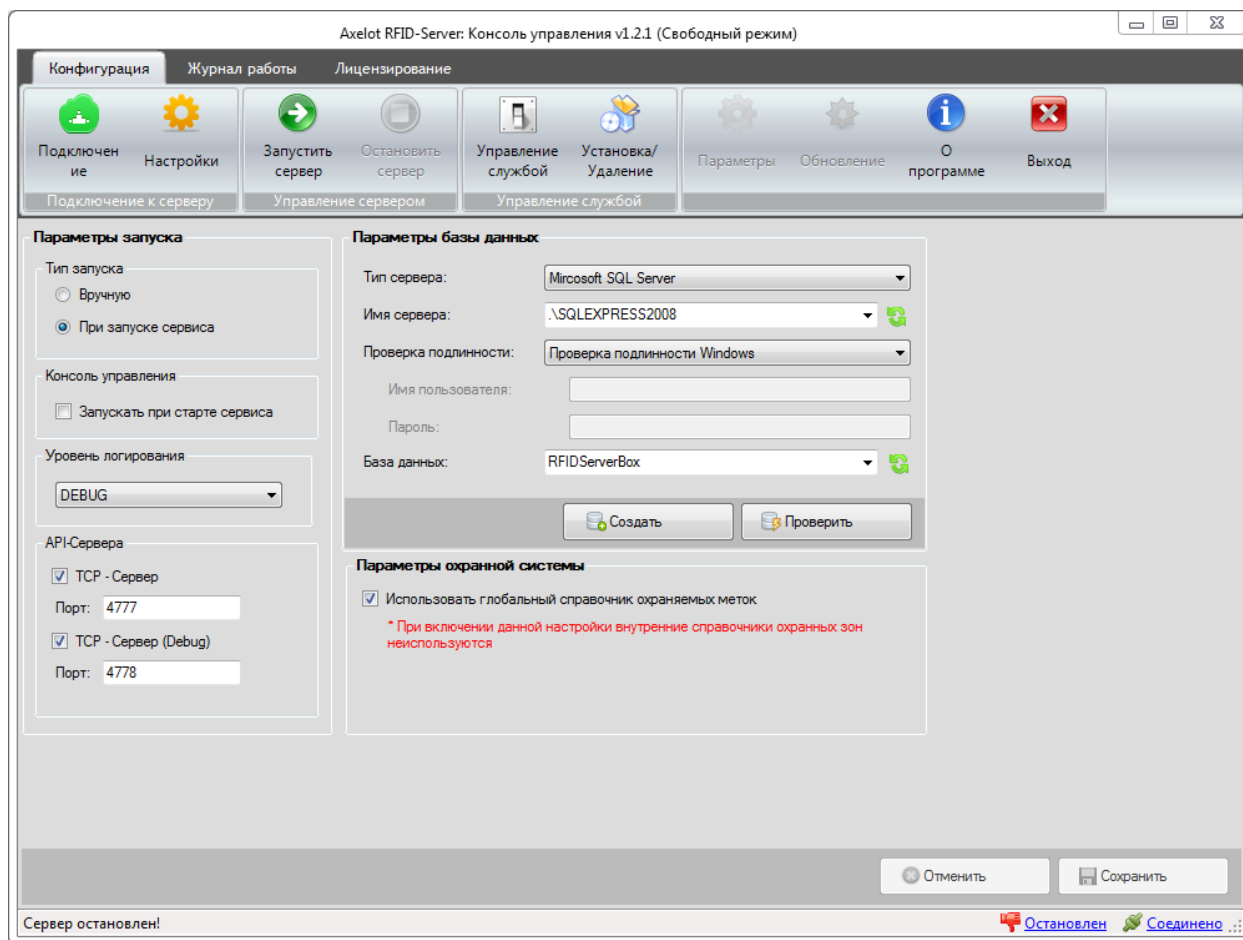 Axelot RFID-Server: Консоль управления v1.2.1 (Свободный режим)
Конфигурация Журнал работы Лицензирование
Подключен
ие
Настройки
Запустить
сервер
Остановить
сервер
Управление
службой
Установка/
Удаление
Параметры
Обновление
О
программе
Выход
Подключение к серверу
Управление сервером
Управление службой
Параметры запуска
Тип запуска
Вручную
При запуске сервиса
Консоль управления
Запускать при старте сервиса
Уровень логирования
DEBUG
API-Сервера
TCP - Сервер
Порт: 4777
TCP - Сервер (Debug)
Порт: 4778
Параметры базы данных
Тип сервера: Mircosoft SQL Server
Имя сервера: .\SQLEXPRESS2008
Проверка подлинности: Проверка подлинности Windows
Имя пользователя:
Пароль:
База данных: RFIDServerBox
Создать
Проверить
Параметры охранной системы
Использовать глобальный справочник охраняемых меток
* При включении данной настройки внутренние справочники охранных зон
неиспользуются
Отменить
Сохранить
Сервер остановлен!
Остановлен
Соединено